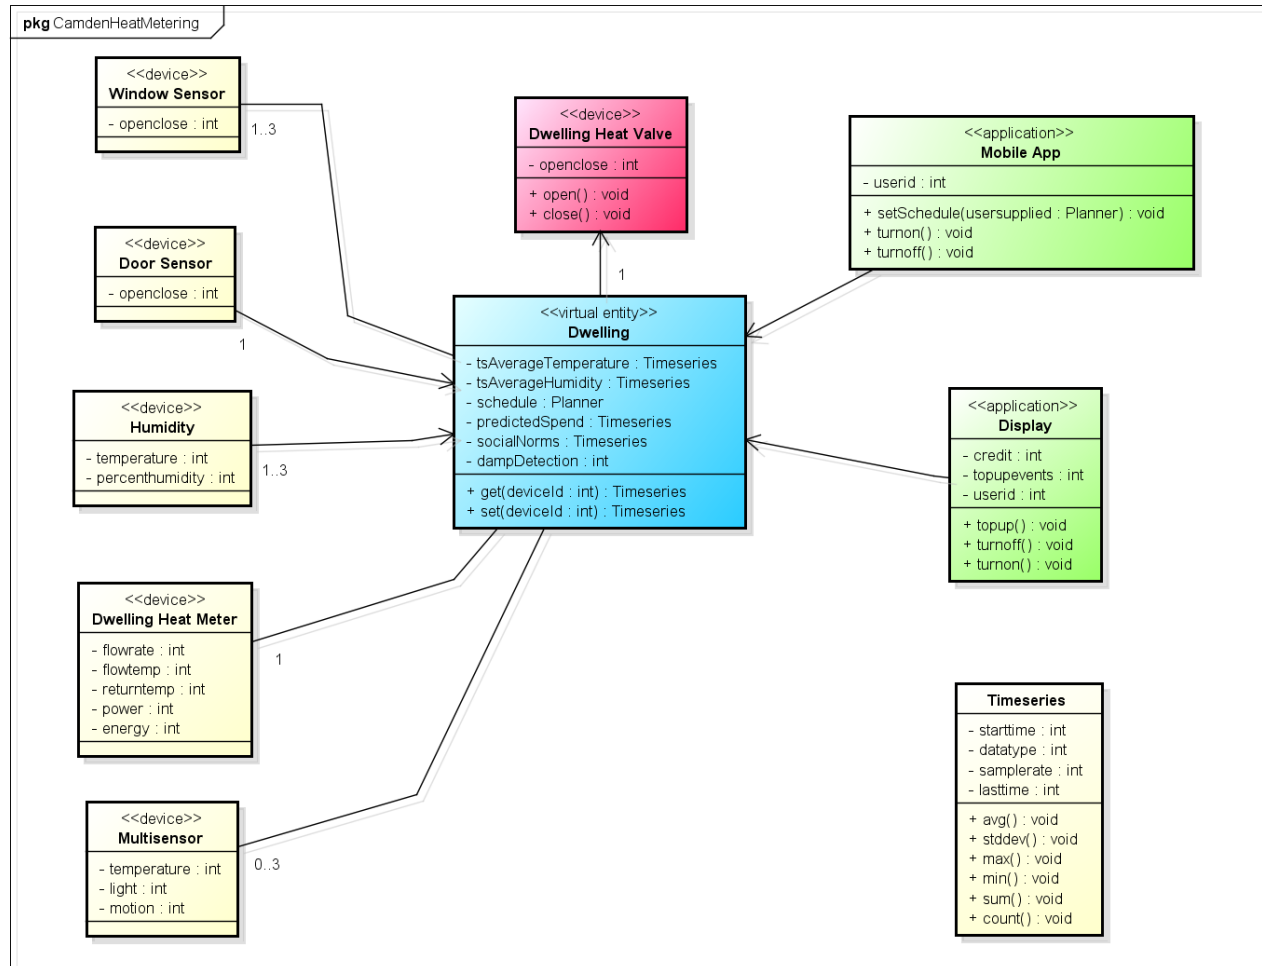 pkg CamdenHeatMetering
<<device>>
Window Sensor
- openclose : int
1..3
<<device>>
Door Sensor
- openclose : int
1
<<device>>
Humidity
- temperature : int
- percenthumidity : int
1..3
<<device>>
Dwelling Heat Meter
- flowrate : int
- flowtemp : int
- returntemp : int
- power : int
- energy : int
1
<<device>>
Multisensor
- temperature : int
- light : int
- motion : int
0..3
<<device>>
Dwelling Heat Valve
- openclose : int
+ open() : void
+ close() : void
1
<<virtual entity>>
Dwelling
- tsAverageTemperature : Timeseries
- tsAverageHumidity : Timeseries
- schedule : Planner
- predictedSpend : Timeseries
- socialNorms : Timeseries
- dampDetection : int
+ get(deviceId : int) : Timeseries
+ set(deviceId : int) : Timeseries
<<application>>
Mobile App
- userid : int
+ setSchedule(usersupplied : Planner) : void
+ turnon() : void
+ turnoff() : void
<<application>>
Display
- credit : int
- topupevents : int
- userid : int
+ topup() : void
+ turnoff() : void
+ turnon() : void
Timeseries
- starttime : int
- datatype : int
- samplerate : int
- lasttime : int
+ avg() : void
+ stddev() : void
+ max() : void
+ min() : void
+ sum() : void
+ count() : void